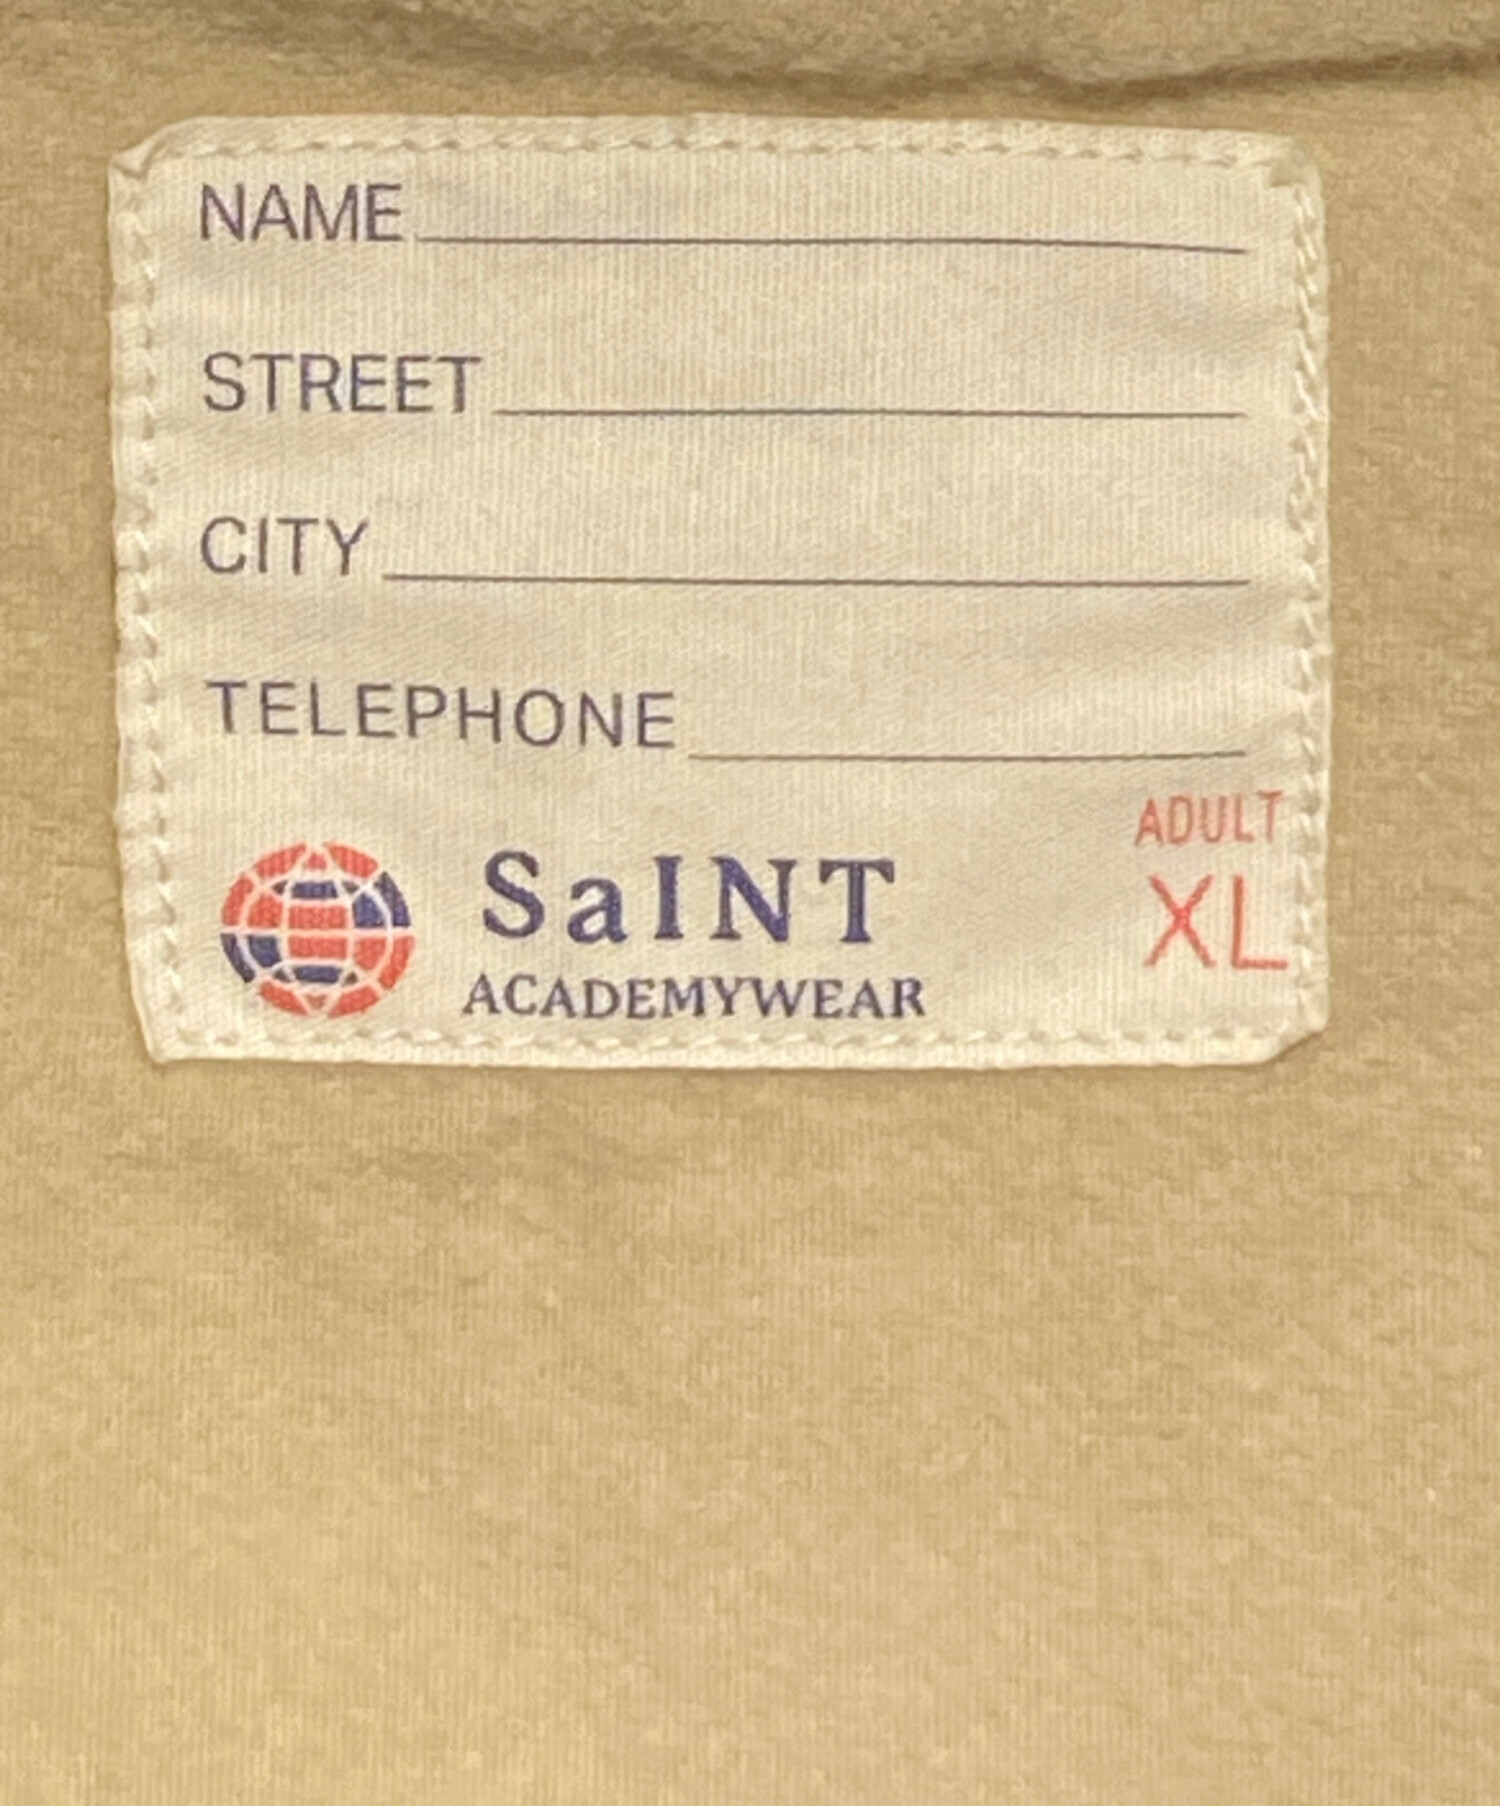 NAME
STREET
CITY
TELEPHONE
ADULT
XL
SaINT
ACADEMYWEAR